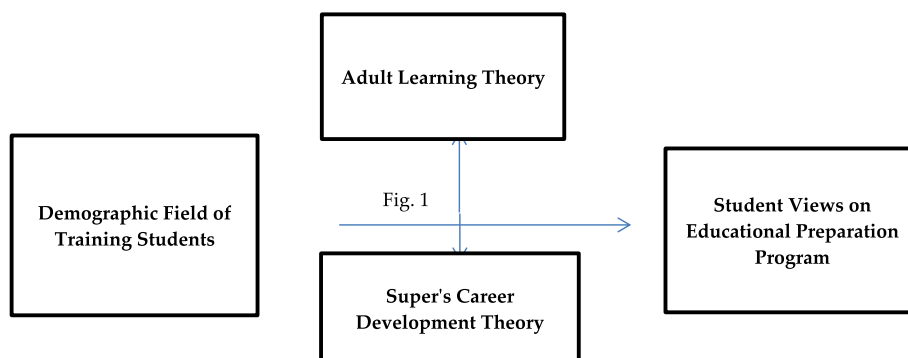 Adult Learning Theory
Demographic Field of
Training Students
Fig. 1
Student Views on
Educational Preparation
Program
Super's Career
Development Theory